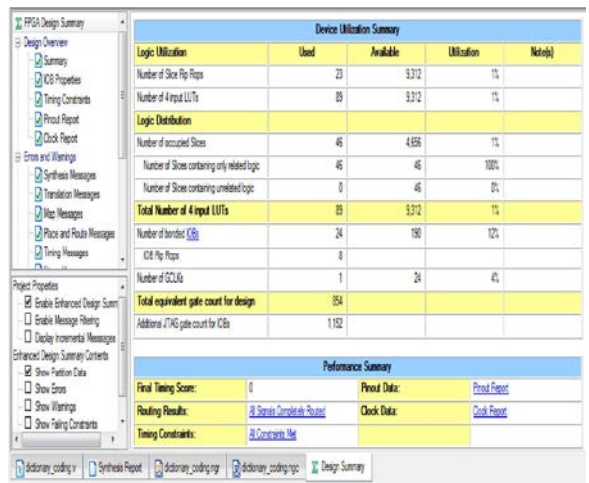 FPGA Design Summary
Design Overview
Summary
IOB Properties
Timing Constraints
Pinout Report
Clock Report
Errors and Warnings
Synthesis Messages
Translation Messages
Map Messages
Place and Route Messages
Timing Messages
Project Properties
Enable Enhanced Design Summ
Enable Message Filtering
Display Incremental Messages
Enhanced Design Summary Contents
Show Partition Data
Show Errors
Show Warnings
Show Failing Constraints
Device Utilization Summary
Logic Utilization Used Available Utilization Note(s)
Number of Slice Flip Flops 23 9,312 1%
Number of 4 input LUTs 89 9,312 1%
Logic Distribution
Number of occupied Slices 46 4,656 1%
Number of Slices containing only related logic 46 46 100%
Number of Slices containing unrelated logic 0 46 0%
Total Number of 4 input LUTs 89 9,312 1%
Number of bonded IOBs 24 190 12%
IOB Flip Flops 8
Number of GCLKs 1 24 4%
Total equivalent gate count for design 854
Additional JTAG gate count for IOBs 1,152
Performance Summary
Final Timing Score: 0 Pinout Data: Pinout Report
Routing Results: All Signals Completely Routed Clock Data: Clock Report
Timing Constraints: All Constraints Met
dictionary_coding.v Synthesis Report dictionary_coding.ngr dictionary_coding.ngc Design Summary